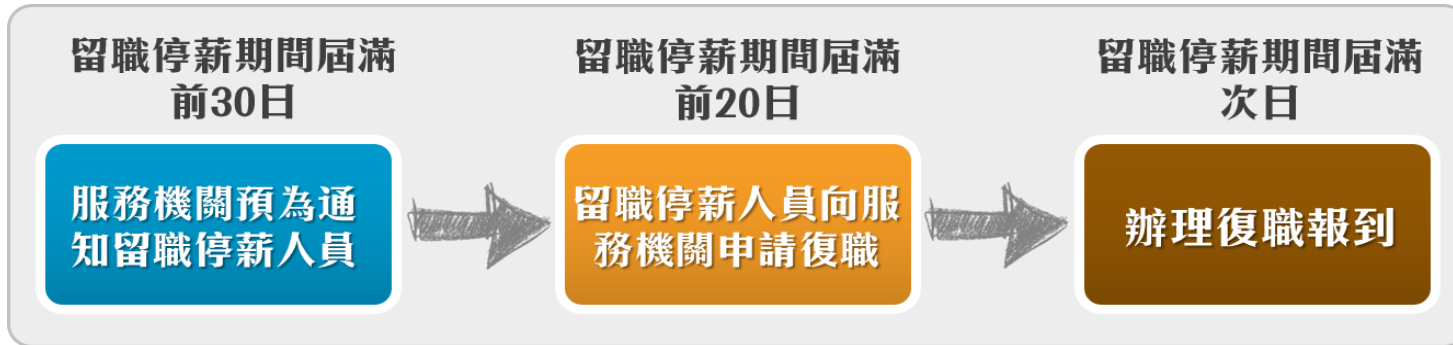 留職停薪期間屆滿
前30日
服務機關預為通
知留職停薪人員
留職停薪期間屆滿
前20日
留職停薪人員向服
務機關申請復職
留職停薪期間屆滿
次日
辦理復職報到